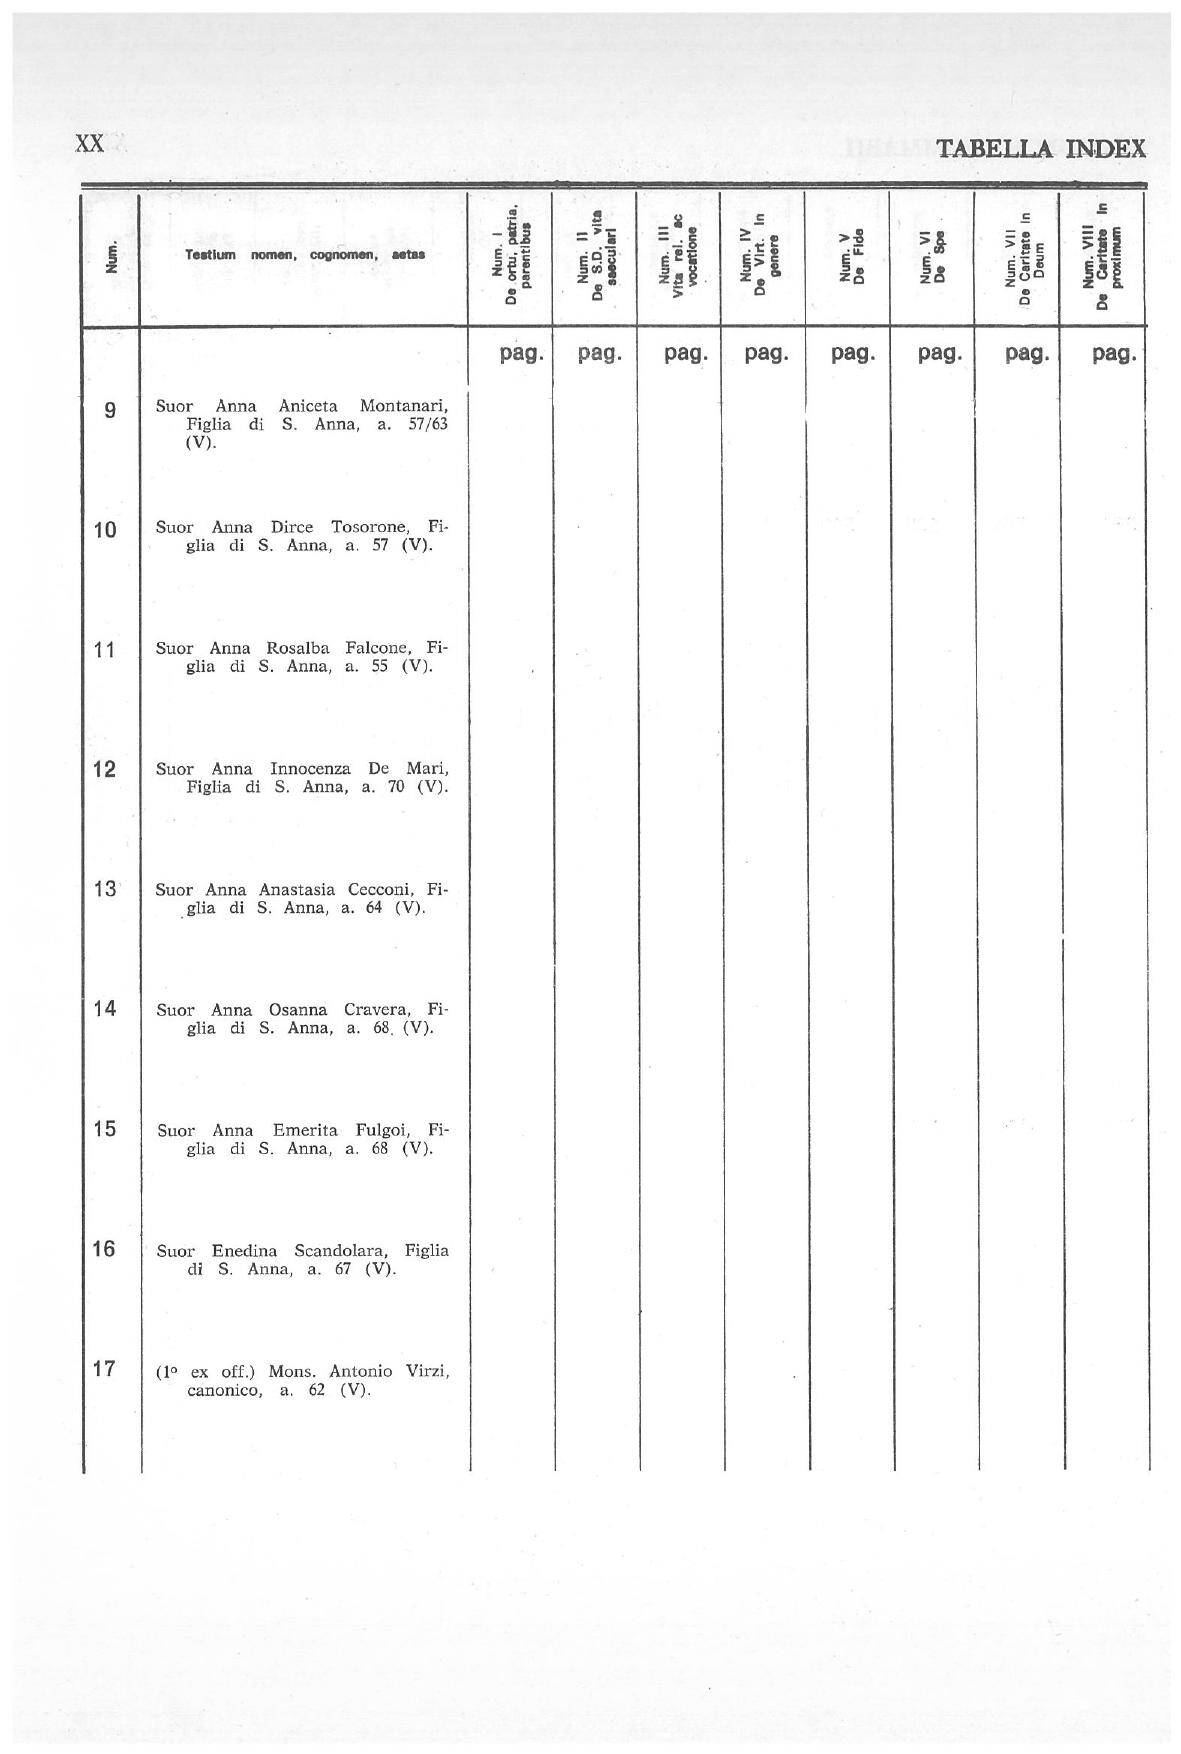 XX
TABELLA INDEX
Num.
Testium nomen, cognomen, aetas
Num. I
De ortu, patria,
parentibus
Num. II
De S.D. vita
saeculari
Num. III
Vita rel. ac
vocatione
Num. IV
De Virt. in
genere
Num. V
De Fide
Num. VI
De Spe
Num. VII
De Caritate in
Deum
Num. VIII
De Caritate in
proximum
pag. pag. pag. pag. pag. pag. pag. pag.
9
Suor Anna Aniceta Montanari,
Figlia di S. Anna, a. 57/63
(V).
10
Suor Anna Dirce Tosorone, Fi-
glia di S. Anna, a. 57 (V).
11
Suor Anna Rosalba Falcone, Fi-
glia di S. Anna, a. 55 (V).
12
Suor Anna Innocenza De Mari,
Figlia di S. Anna, a. 70 (V).
13
Suor Anna Anastasia Cecconi, Fi-
glia di S. Anna, a. 64 (V).
14
Suor Anna Osanna Cravera, Fi-
glia di S. Anna, a. 68. (V).
15
Suor Anna Emerita Fulgoi, Fi-
glia di S. Anna, a. 68 (V).
16
Suor Enedina Scandolara, Figlia
di S. Anna, a. 67 (V).
17
(1º ex off.) Mons. Antonio Virzi,
canonico, a. 62 (V).